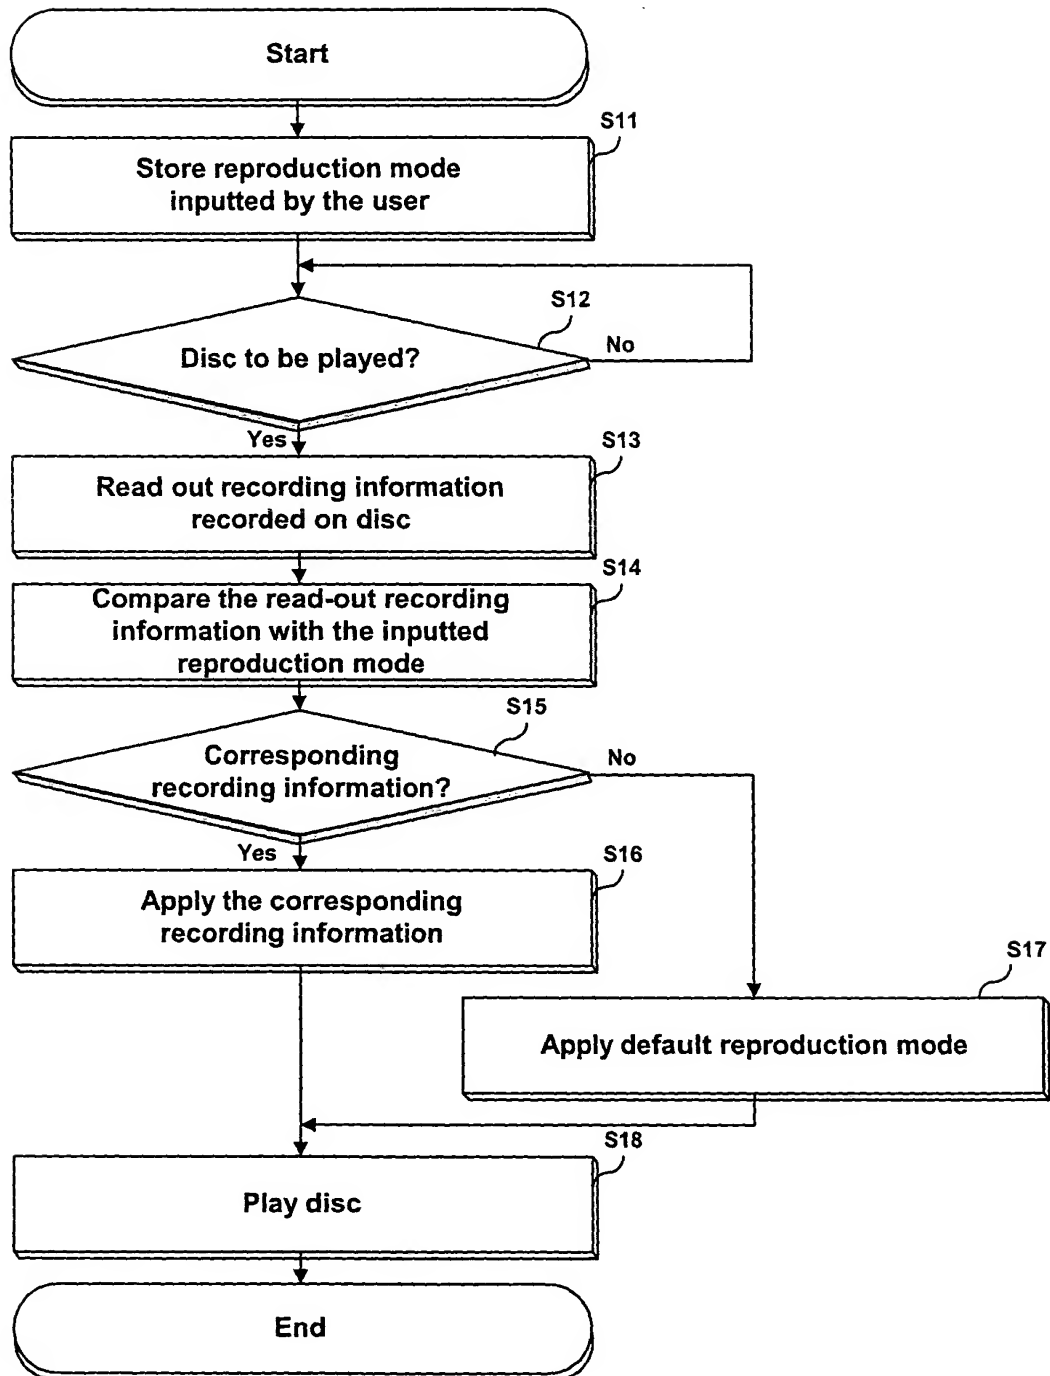 Start
S11
Store reproduction mode
inputted by the user
S12
Disc to be played?
No
Yes
S13
Read out recording information
recorded on disc
S14
Compare the read-out recording
information with the inputted
reproduction mode
S15
Corresponding
recording information?
No
Yes
S16
Apply the corresponding
recording information
S17
Apply default reproduction mode
S18
Play disc
End